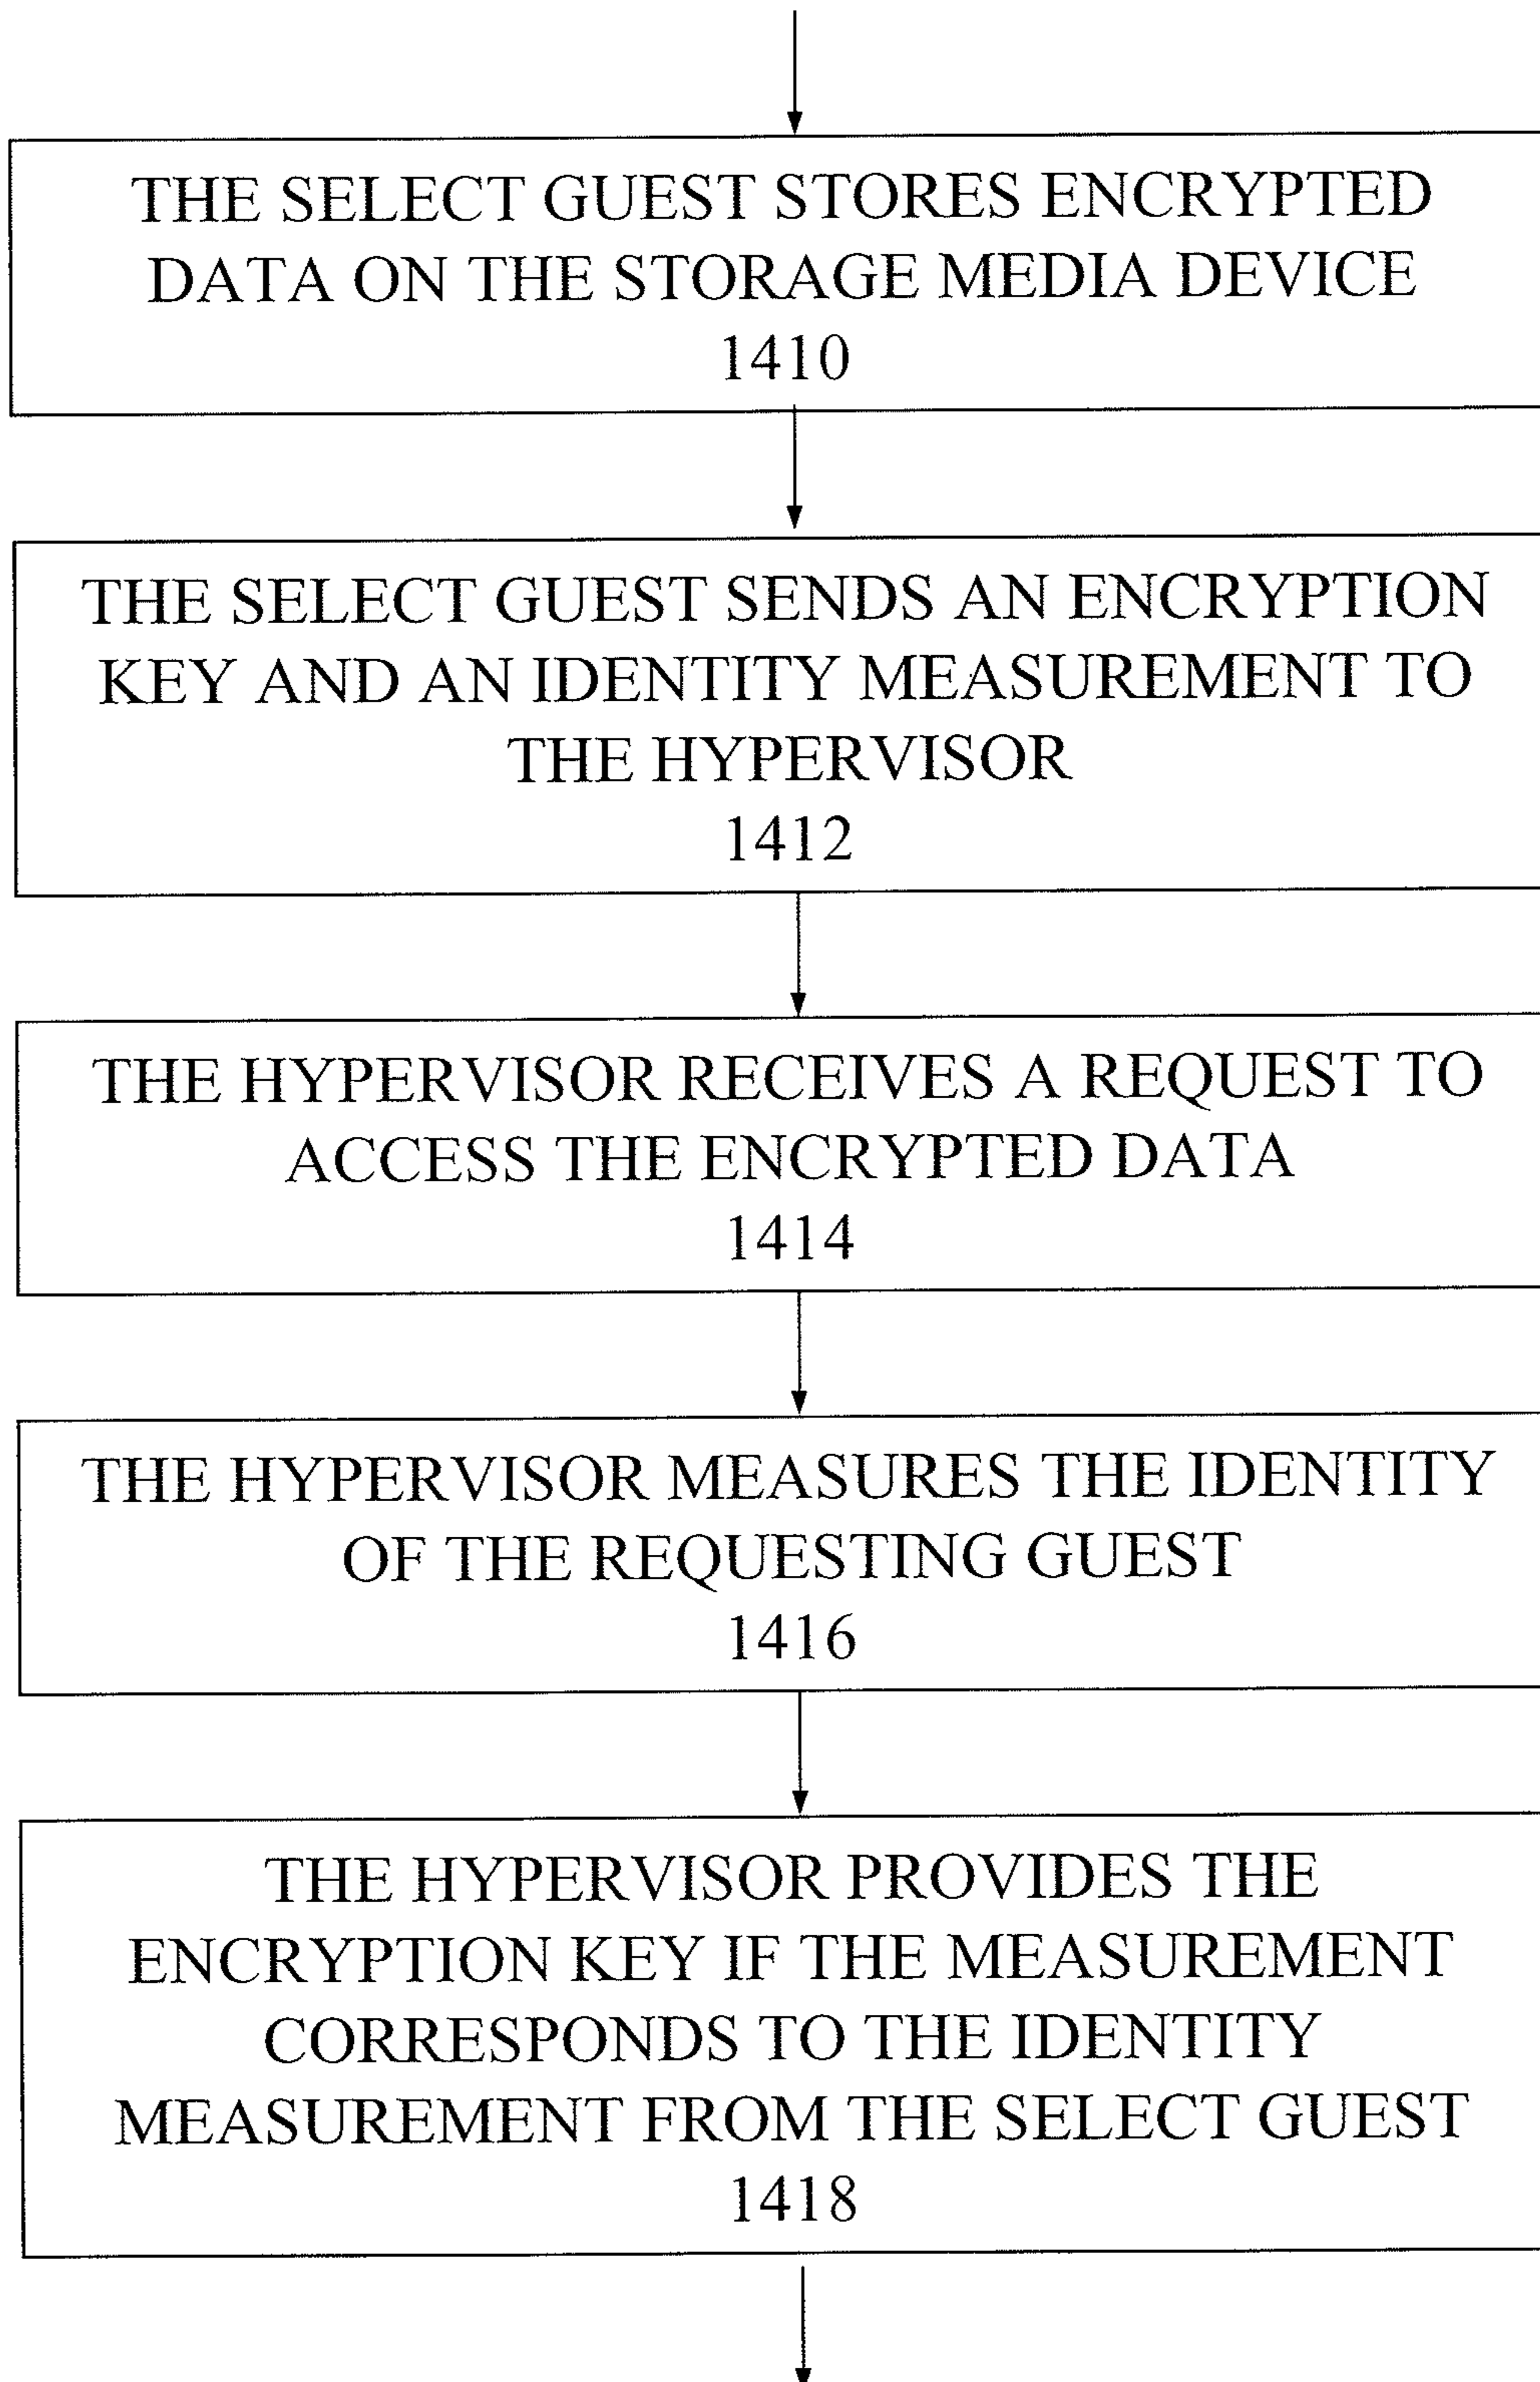 THE SELECT GUEST STORES ENCRYPTED
DATA ON THE STORAGE MEDIA DEVICE
1410
THE SELECT GUEST SENDS AN ENCRYPTION
KEY AND AN IDENTITY MEASUREMENT TO
THE HYPERVISOR
1412
THE HYPERVISOR RECEIVES A REQUEST TO
ACCESS THE ENCRYPTED DATA
1414
THE HYPERVISOR MEASURES THE IDENTITY
OF THE REQUESTING GUEST
1416
THE HYPERVISOR PROVIDES THE
ENCRYPTION KEY IF THE MEASUREMENT
CORRESPONDS TO THE IDENTITY
MEASUREMENT FROM THE SELECT GUEST
1418